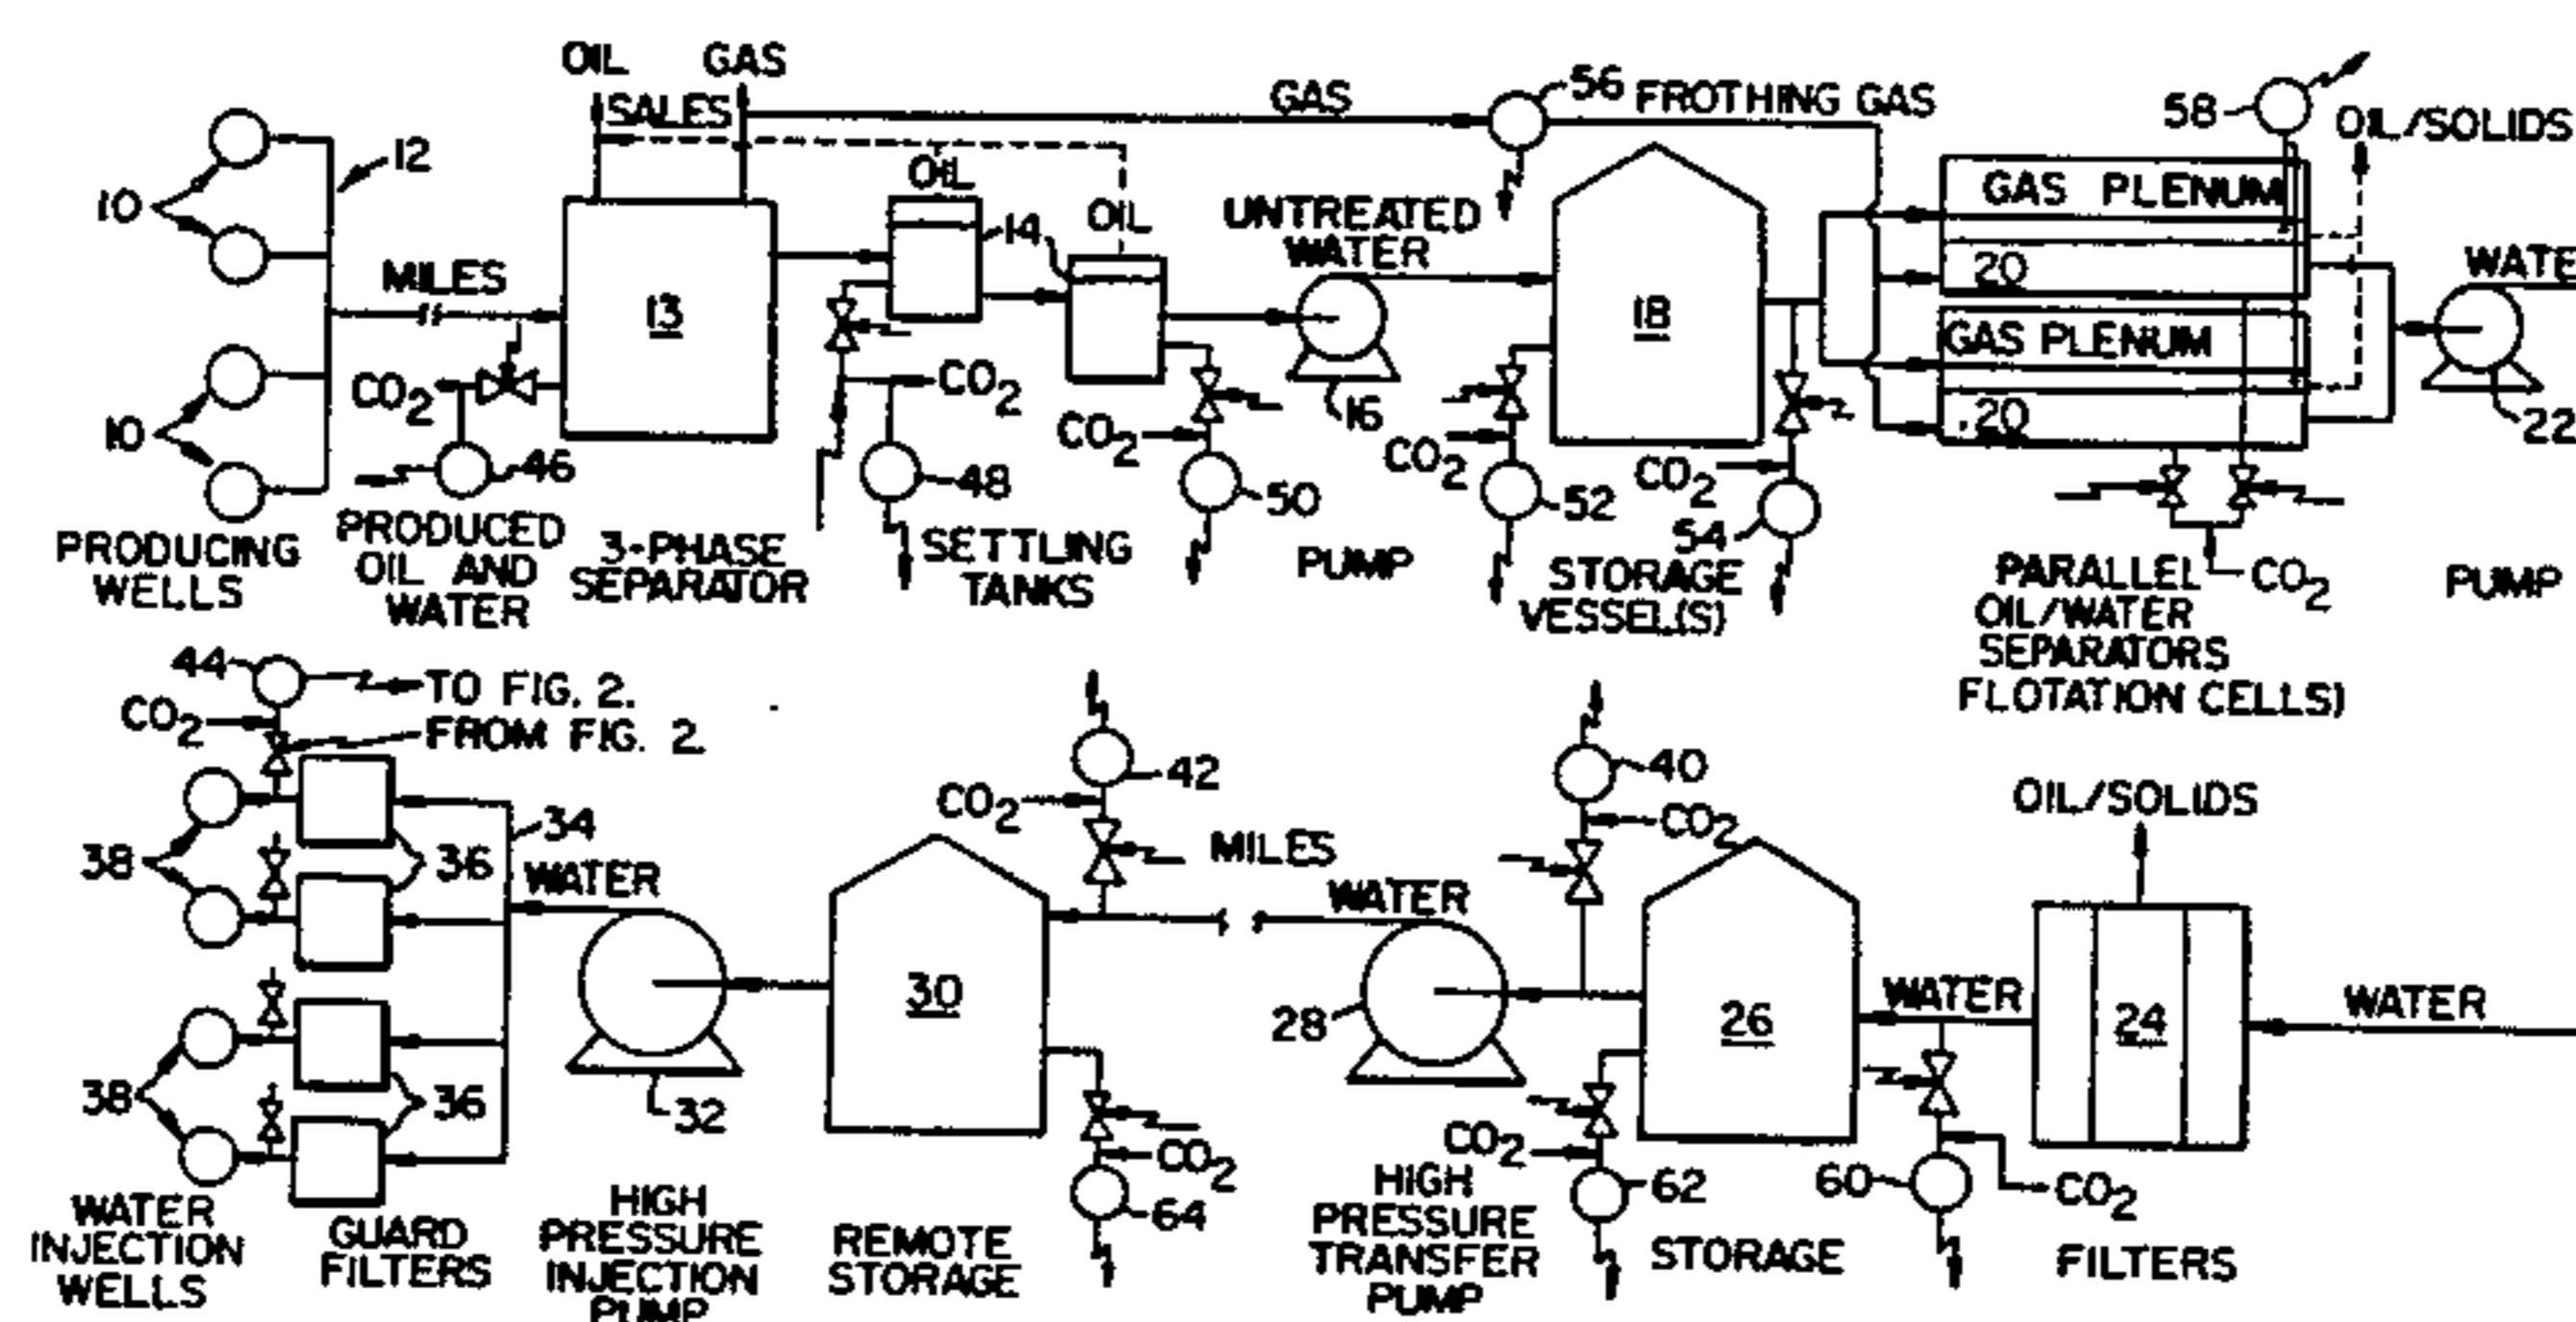 OIL GAS
SALES
GAS
56 FROTHING GAS
58
OIL/SOLIDS
10
12
OIL
14
OIL
UNTREATED
WATER
GAS PLENUM
20
WATE
MILES
13
18
GAS PLENUM
20
22
CO2
CO2
CO2
16
CO2
CO2
10
46
48
50
52
54
CO2
PRODUCING
WELLS
PRODUCED
OIL AND
WATER
3-PHASE
SEPARATOR
SETTLING
TANKS
PUMP
STORAGE
VESSEL(S)
PARALLEL
OIL/WATER
SEPARATORS
FLOTATION CELLS)
PUMP
44
TO FIG. 2.
CO2
FROM FIG. 2.
42
CO2
40
CO2
OIL/SOLIDS
34
38
36
WATER
MILES
WATER
30
28
26
WATER
24
WATER
38
36
32
CO2
64
CO2
62
60
CO2
WATER
INJECTION
WELLS
GUARD
FILTERS
HIGH
PRESSURE
INJECTION
PUMP
REMOTE
STORAGE
HIGH
PRESSURE
TRANSFER
PUMP
STORAGE
FILTERS